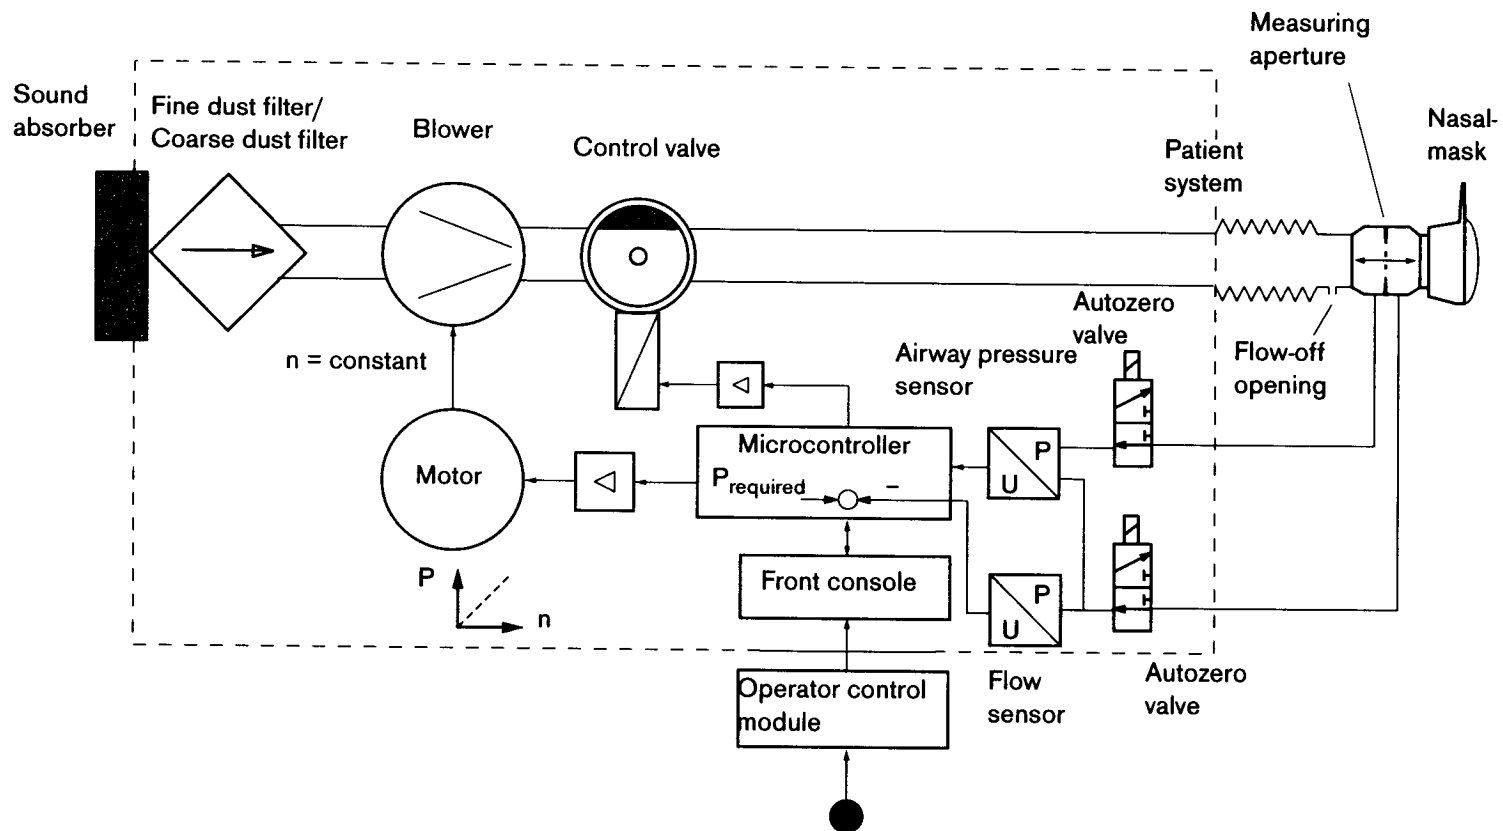 Measuring
aperture
Sound
absorber
Fine dust filter/
Coarse dust filter
Blower
Control valve
Patient
system
Nasal-
mask
n = constant
Airway pressure
sensor
Autozero
valve
Flow-off
opening
Motor
Microcontroller
P required
–
P
U
P
n
Front console
P
U
Operator control
module
Flow
sensor
Autozero
valve